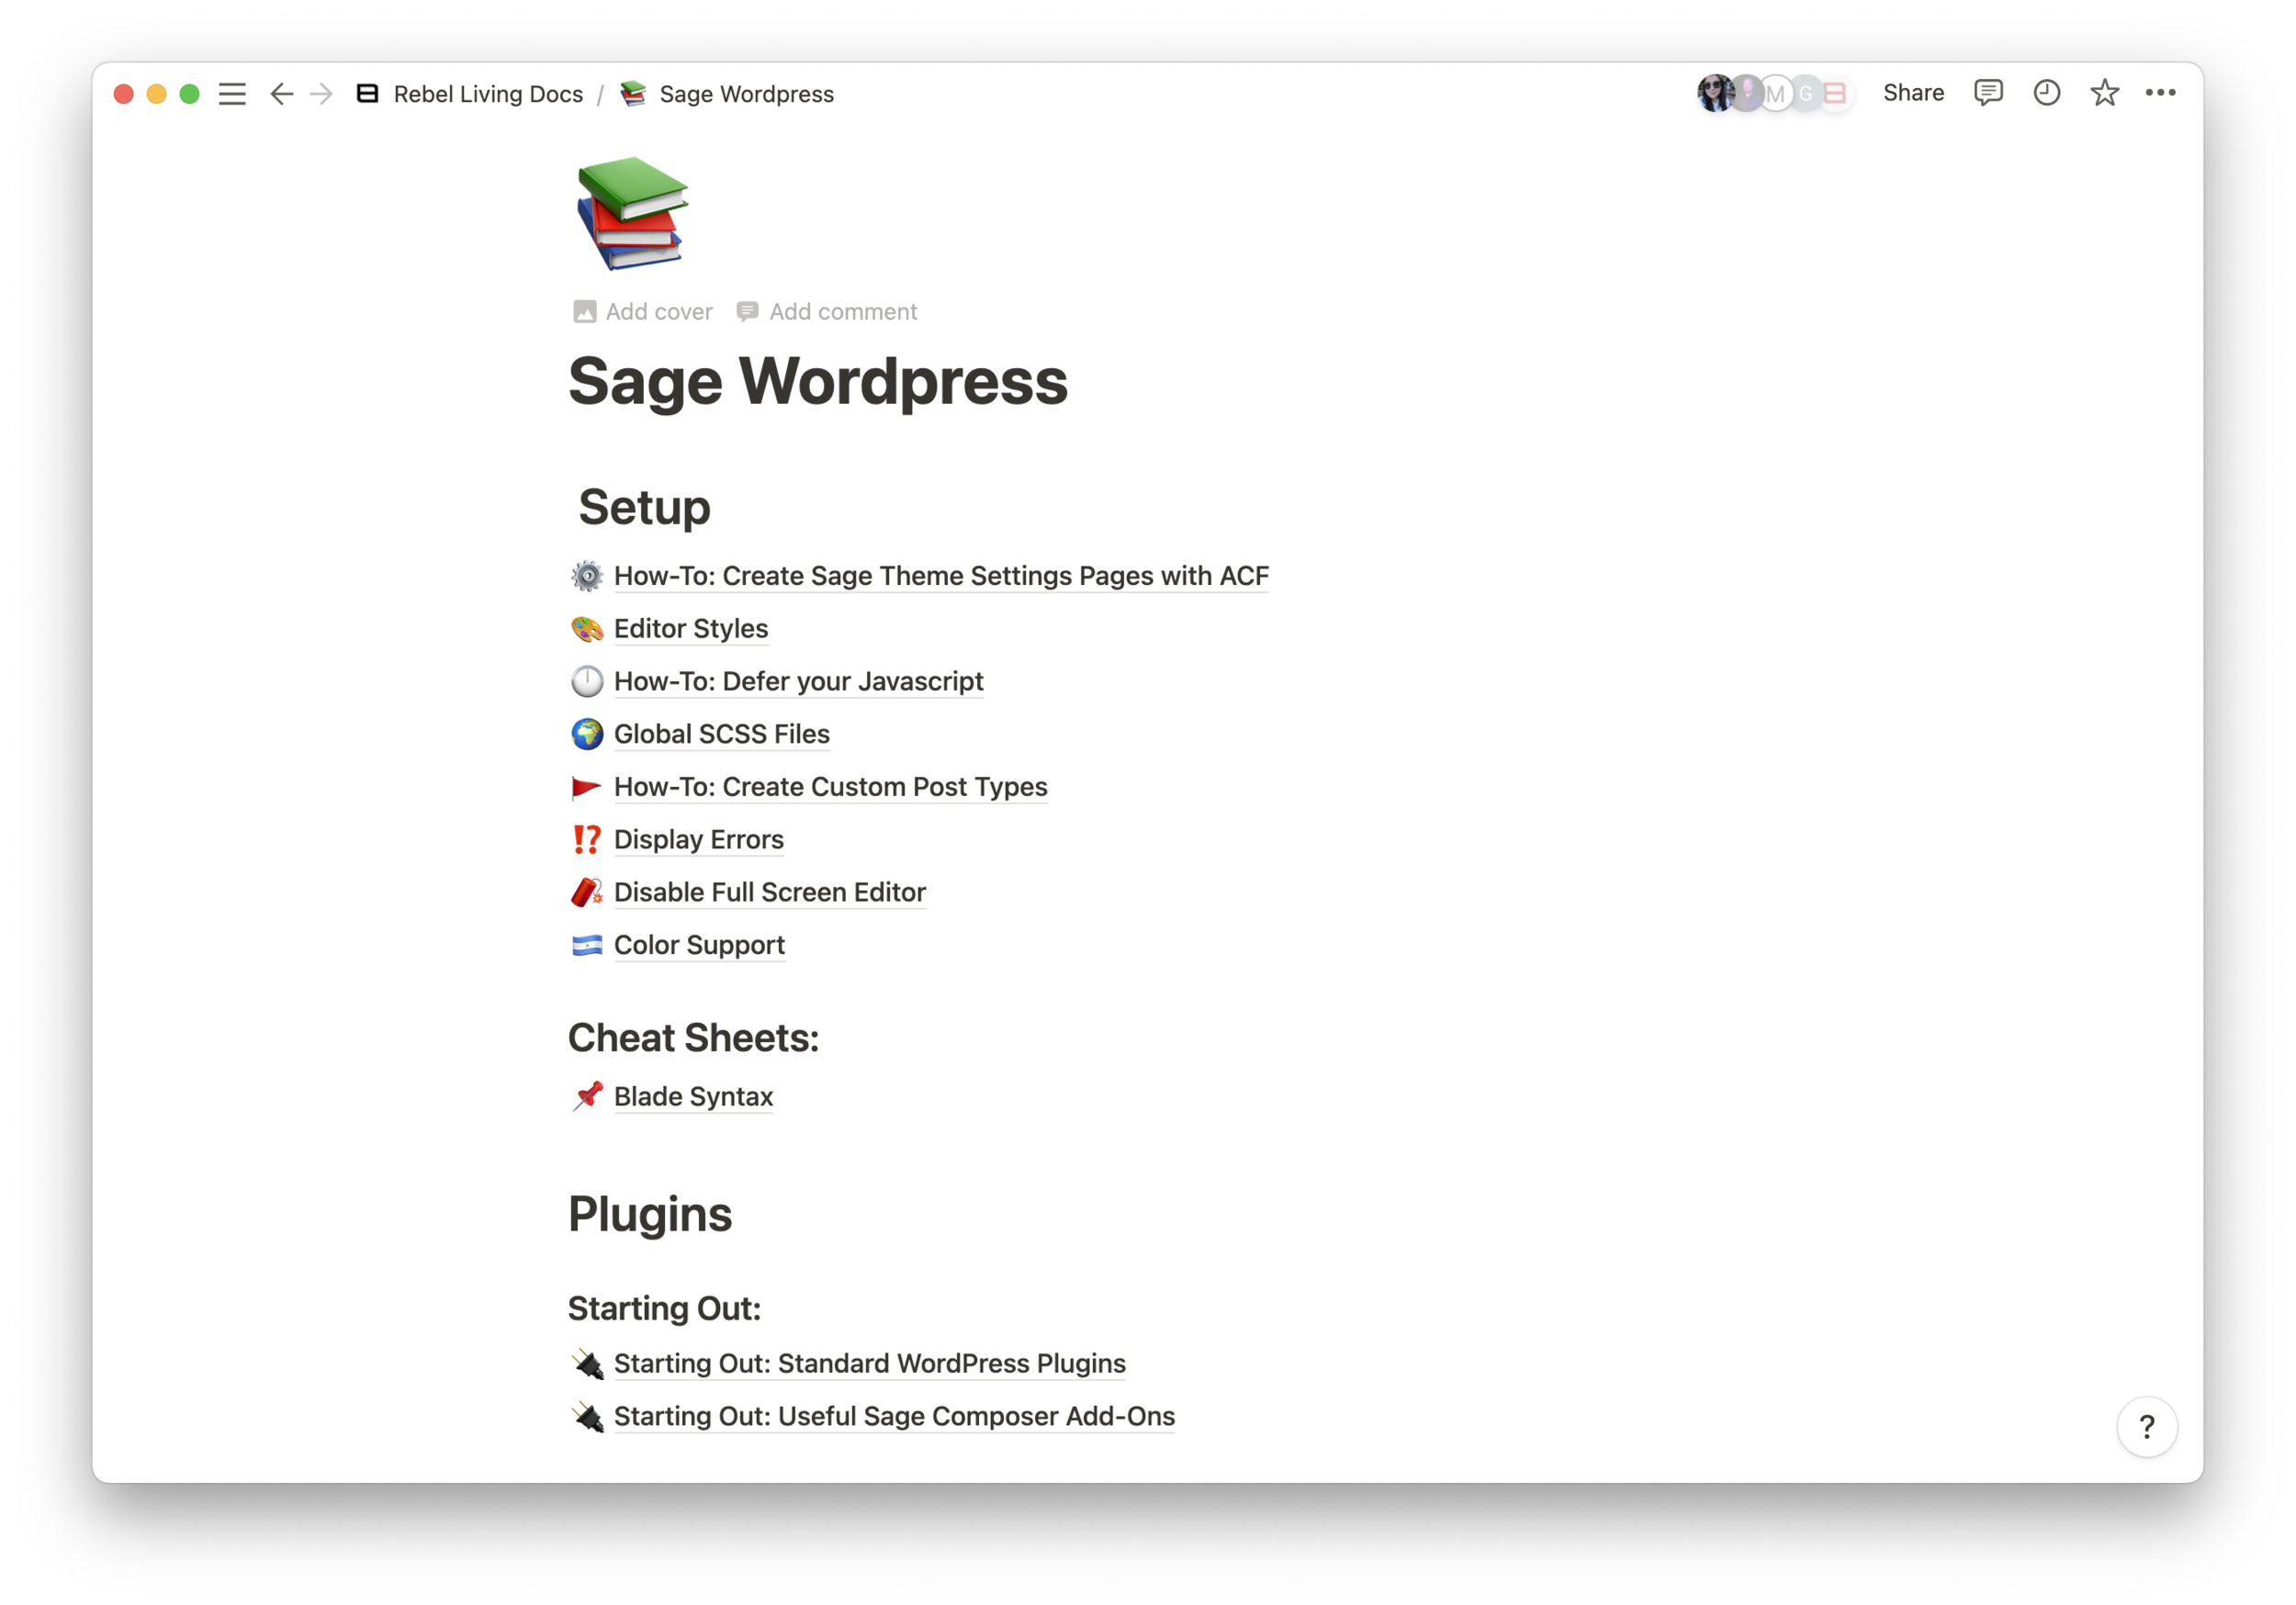 Rebel Living Docs / Sage Wordpress
M G Share
Add cover Add comment
Sage Wordpress
Setup
How-To: Create Sage Theme Settings Pages with ACF
Editor Styles
How-To: Defer your Javascript
Global SCSS Files
How-To: Create Custom Post Types
Display Errors
Disable Full Screen Editor
Color Support
Cheat Sheets:
Blade Syntax
Plugins
Starting Out:
Starting Out: Standard WordPress Plugins
Starting Out: Useful Sage Composer Add-Ons
?